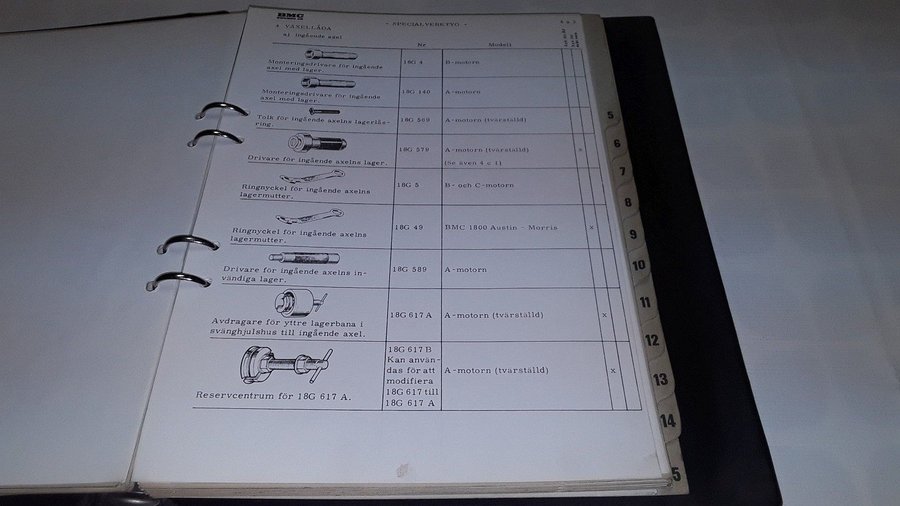 BMC
- SPECIALVERKTYG -
4 VÄXELLÅDA
a) ingående axel
Nr
Modell
Monteringsdrivare för ingående
axel med lager.
18G 4
B-motorn
Monteringsdrivare för ingående
axel med lager.
18G 140
A-motorn
Tolk för ingående axelns lagerlås-
ring.
18G 569
A-motorn (tvärställd)
Drivare för ingående axelns lager.
18G 579
A-motorn (tvärställd)
(Se även 4 c 1)
x
Ringnyckel för ingående axelns
lagermutter.
18G 5
B- och C-motorn
Ringnyckel för ingående axelns
lagermutter.
18G 49
BMC 1800 Austin - Morris
x
Drivare för ingående axelns in-
vändiga lager.
18G 589
A-motorn
Avdragare för yttre lagerbana i
svänghjulshus till ingående axel.
18G 617 A
A-motorn (tvärställd)
x
Reservcentrum för 18G 617 A.
18G 617 B
Kan använ-
das för att
modifiera
18G 617 till
18G 617 A
A-motorn (tvärställd)
x
5
6
7
8
9
10
11
12
13
14
5